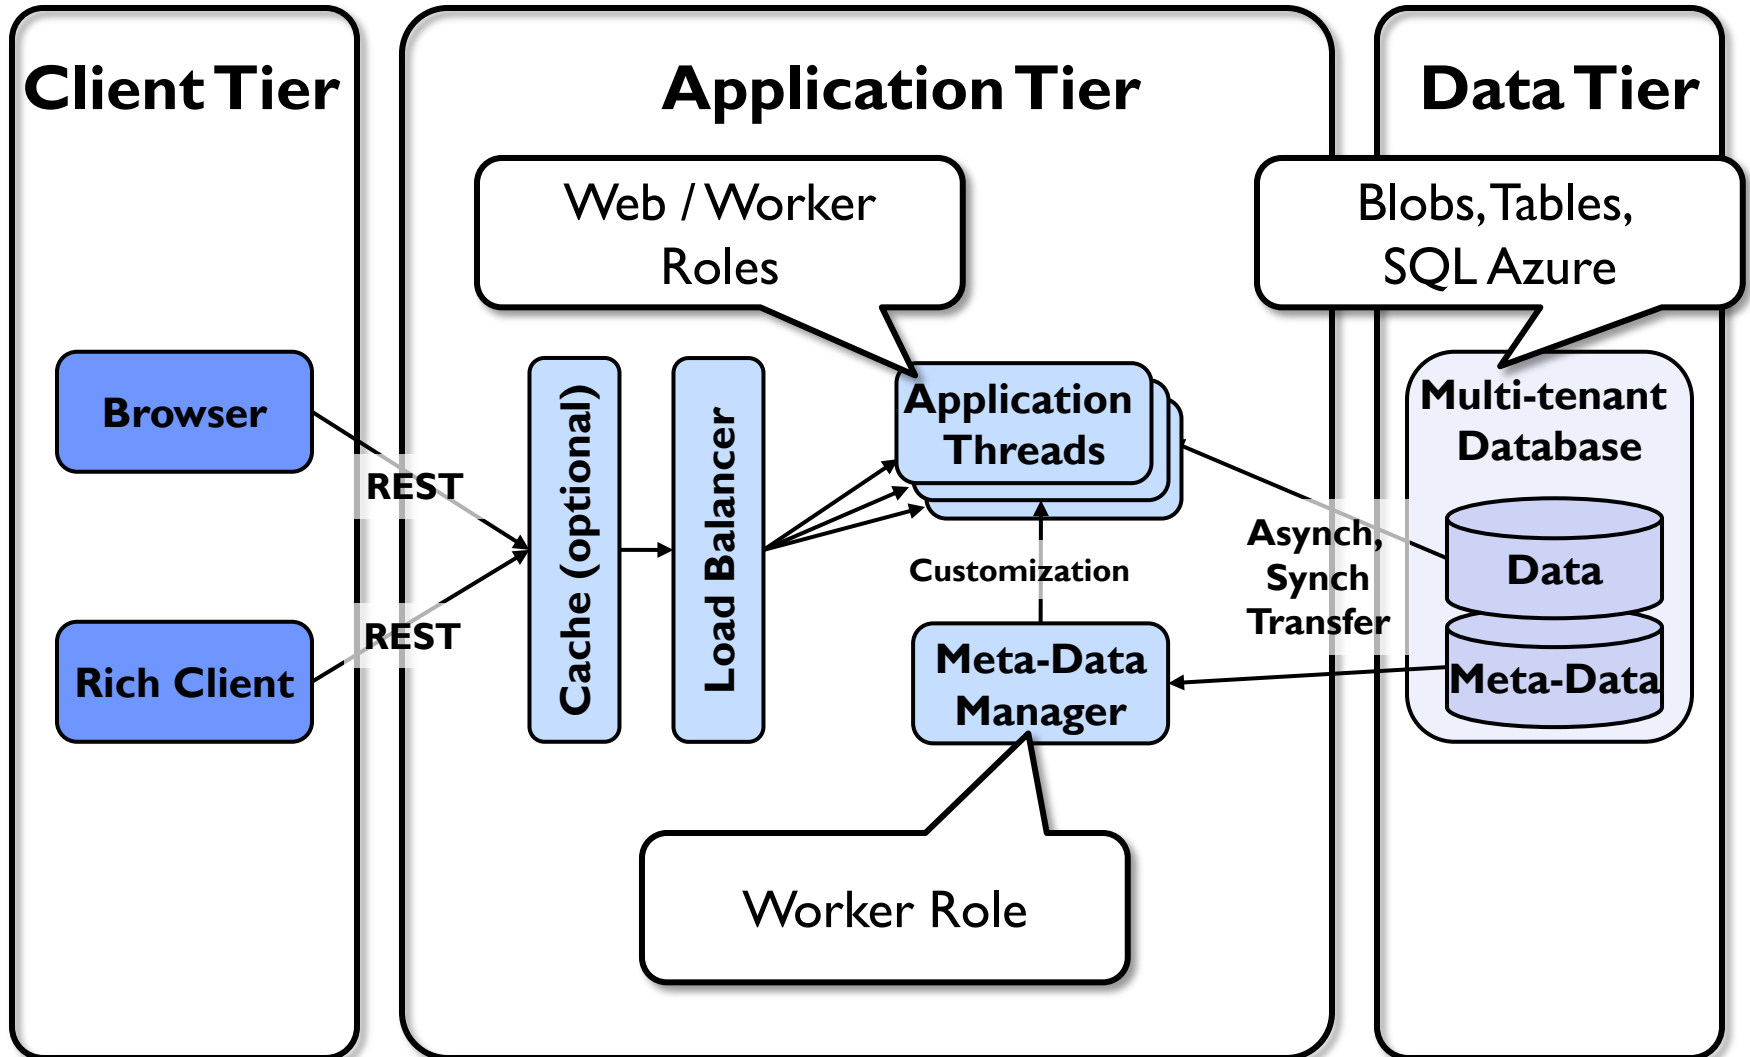 Client Tier
Application Tier
Data Tier
Web / Worker
Roles
Blobs, Tables,
SQL Azure
Browser
REST
Rich Client
REST
Cache (optional)
Load Balancer
Application
Threads
Customization
Meta-Data
Manager
Worker Role
Asynch,
Synch
Transfer
Multi-tenant
Database
Data
Meta-Data